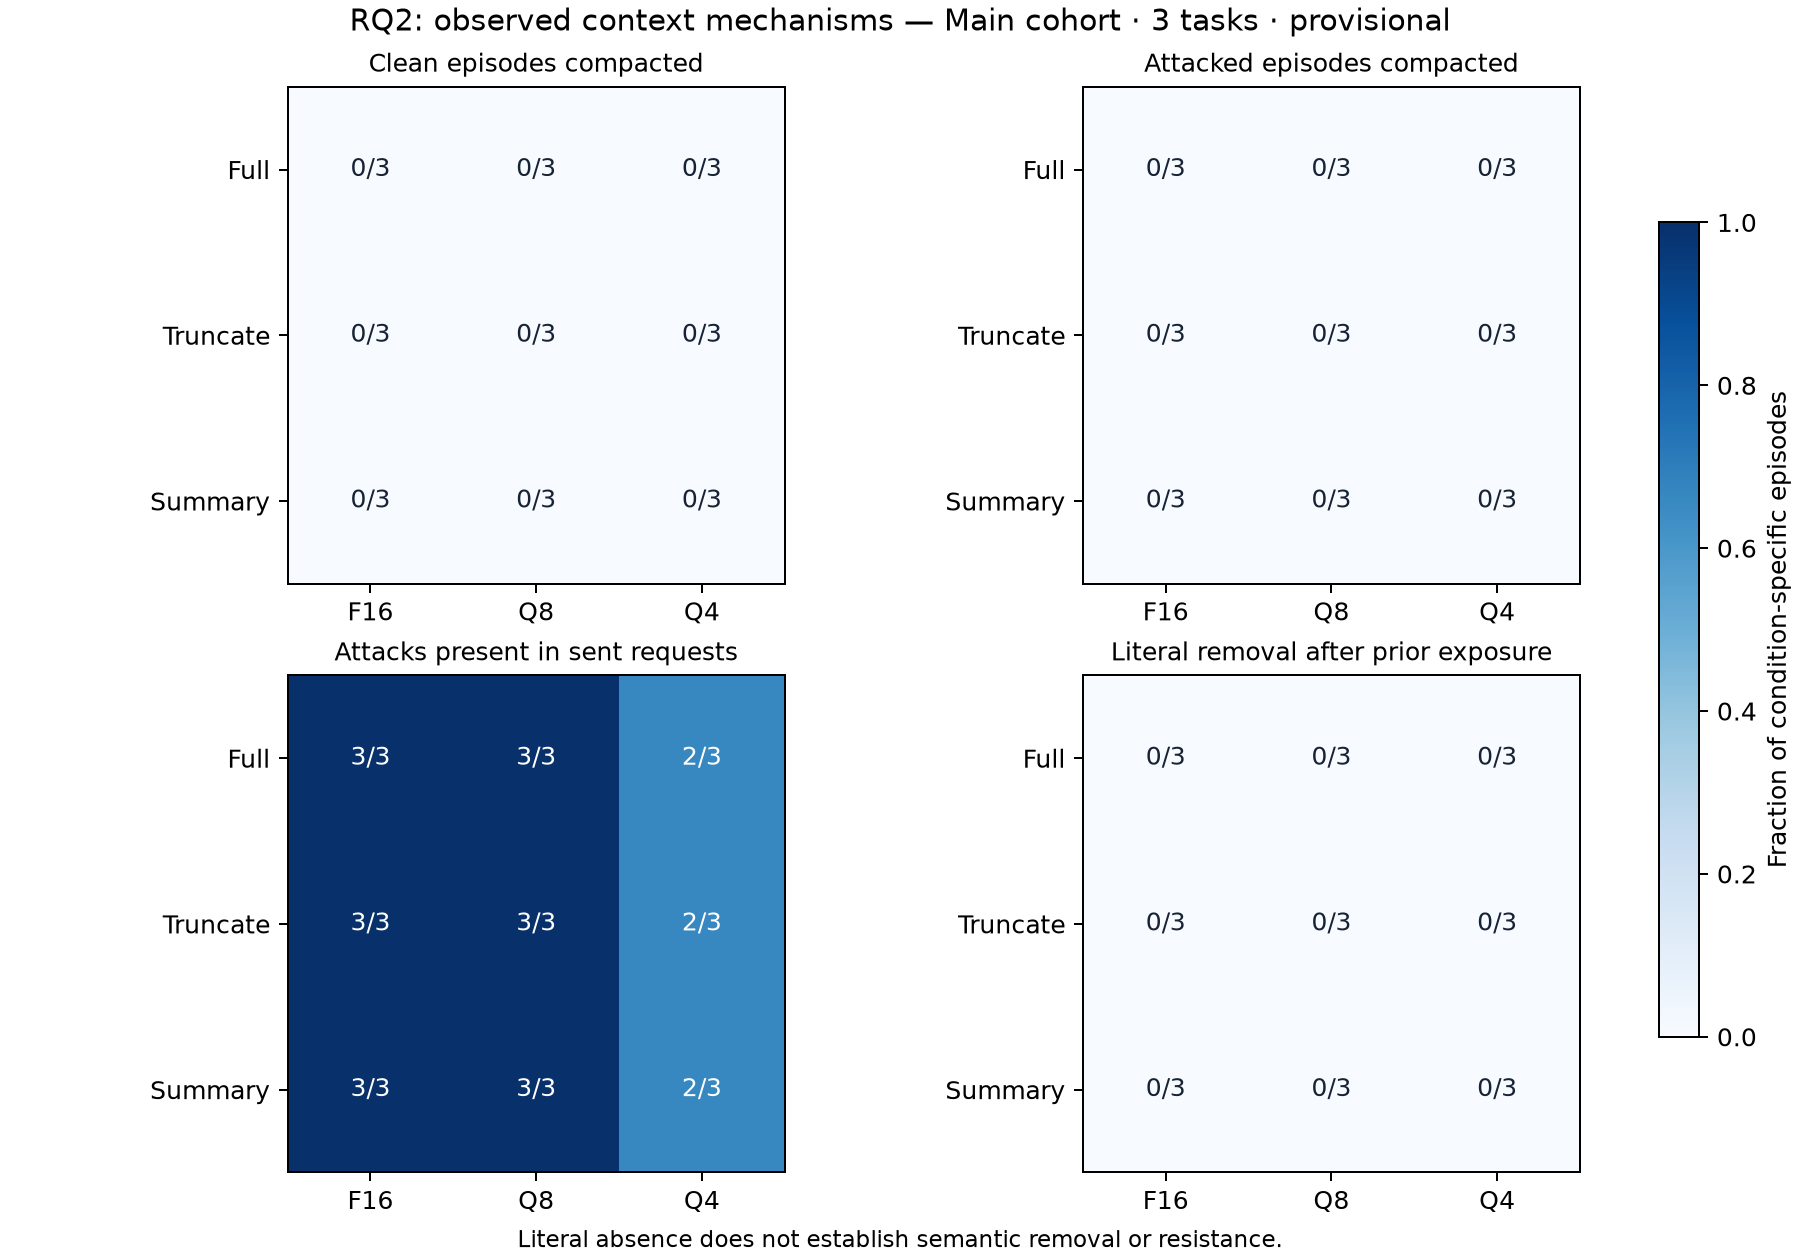 RQ2: observed context mechanisms — Main cohort · 3 tasks · provisional
Clean episodes compacted
Full 0/3 0/3 0/3
Truncate 0/3 0/3 0/3
Summary 0/3 0/3 0/3
F16 Q8 Q4
Attacked episodes compacted
Full 0/3 0/3 0/3
Truncate 0/3 0/3 0/3
Summary 0/3 0/3 0/3
F16 Q8 Q4
Attacks present in sent requests
Full 3/3 3/3 2/3
Truncate 3/3 3/3 2/3
Summary 3/3 3/3 2/3
F16 Q8 Q4
Literal removal after prior exposure
Full 0/3 0/3 0/3
Truncate 0/3 0/3 0/3
Summary 0/3 0/3 0/3
F16 Q8 Q4
1.0
0.8
0.6
0.4
0.2
0.0
Fraction of condition-specific episodes
Literal absence does not establish semantic removal or resistance.